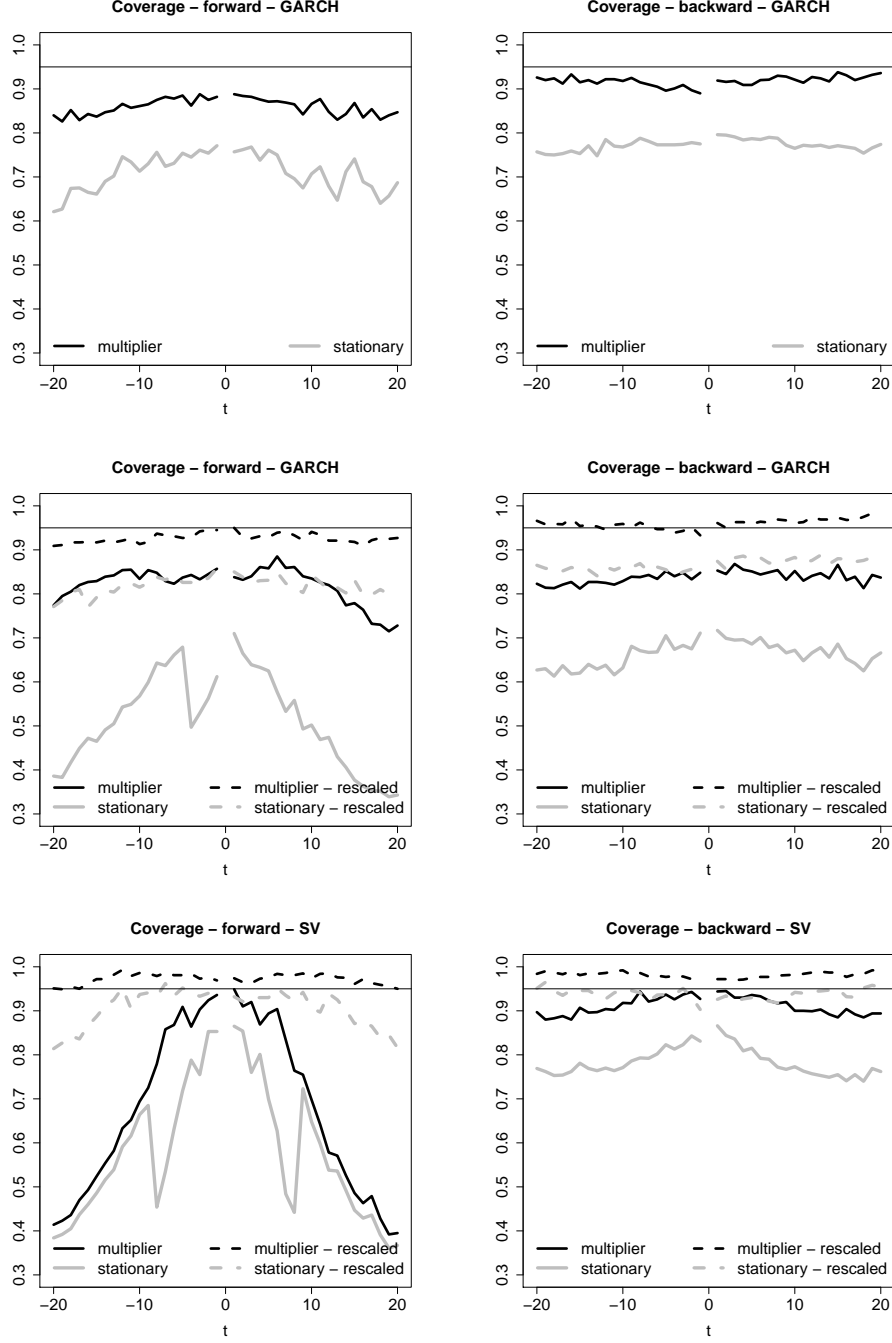 Coverage − forward − GARCH
1.0
0.9
0.8
0.7
0.6
0.5
0.4
0.3
multiplier
stationary
−20
−10
0
10
20
t
Coverage − backward − GARCH
1.0
0.9
0.8
0.7
0.6
0.5
0.4
0.3
multiplier
stationary
−20
−10
0
10
20
t
Coverage − forward − GARCH
1.0
0.9
0.8
0.7
0.6
0.5
0.4
0.3
multiplier
stationary
multiplier − rescaled
stationary − rescaled
−20
−10
0
10
20
t
Coverage − backward − GARCH
1.0
0.9
0.8
0.7
0.6
0.5
0.4
0.3
multiplier
stationary
multiplier − rescaled
stationary − rescaled
−20
−10
0
10
20
t
Coverage − forward − SV
1.0
0.9
0.8
0.7
0.6
0.5
0.4
0.3
multiplier
stationary
multiplier − rescaled
stationary − rescaled
−20
−10
0
10
20
t
Coverage − backward − SV
1.0
0.9
0.8
0.7
0.6
0.5
0.4
0.3
multiplier
stationary
multiplier − rescaled
stationary − rescaled
−20
−10
0
10
20
t